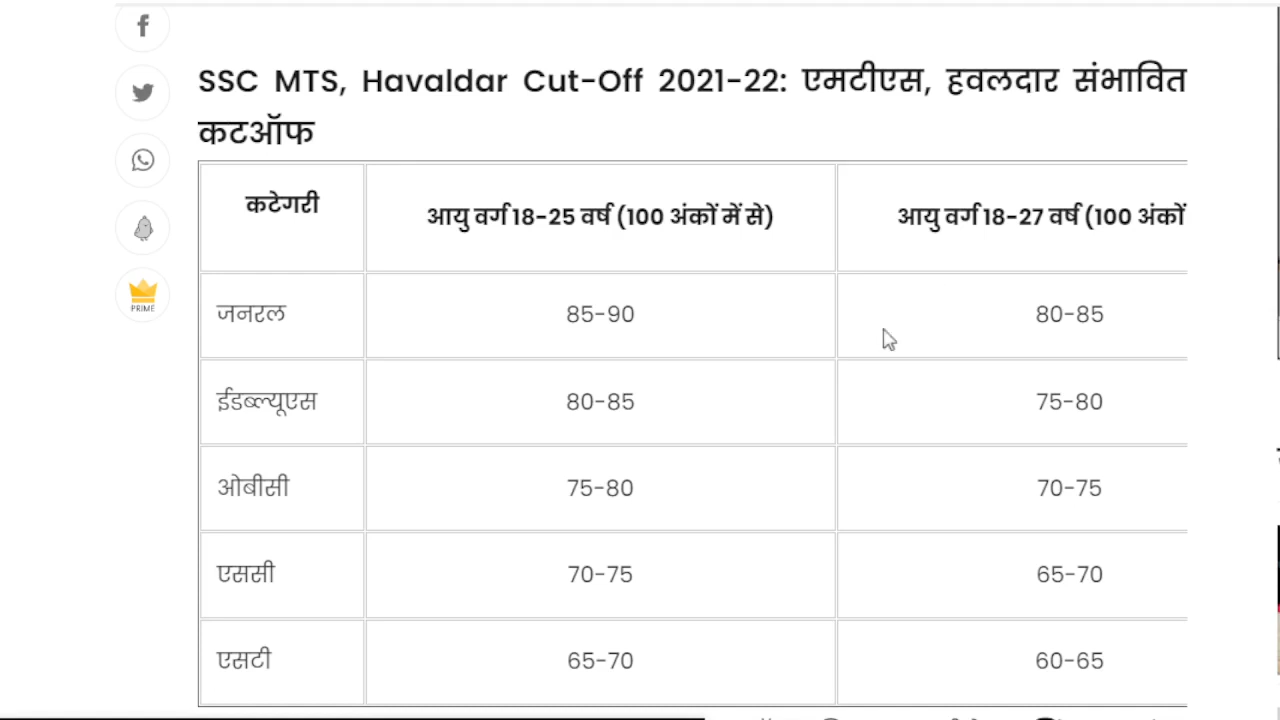 SSC MTS, Havaldar Cut-Off 2021-22: एमटीएस, हवलदार संभावित
कटऑफ
कटेगरी आयु वर्ग 18-25 वर्ष (100 अंकों में से) आयु वर्ग 18-27 वर्ष (100 अंकों
जनरल 85-90 80-85
PRIME
ईडब्ल्यूएस 80-85 75-80
ओबीसी 75-80 70-75
एससी 70-75 65-70
एसटी 65-70 60-65